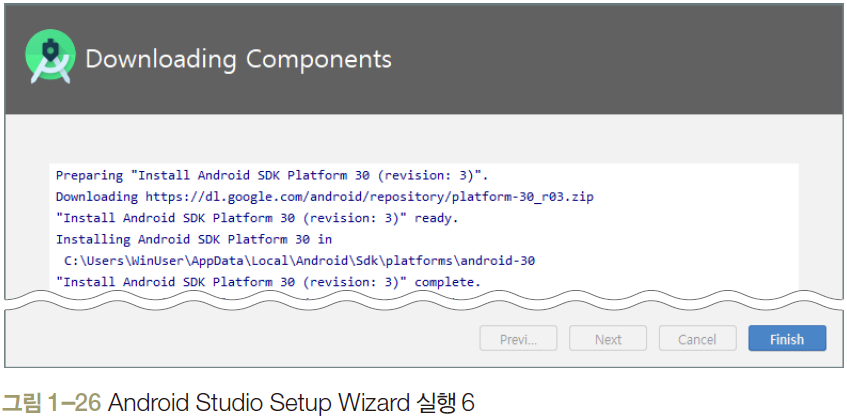 Downloading Components
Preparing "Install Android SDK Platform 30 (revision: 3)".
Downloading https://dl.google.com/android/repository/platform-30_r03.zip
"Install Android SDK Platform 30 (revision: 3)" ready.
Installing Android SDK Platform 30 in
C:\Users\WinUser\AppData\Local\Android\Sdk\platforms\android-30
"Install Android SDK Platform 30 (revision: 3)" complete.
Previ... Next Cancel Finish
그림 1-26 Android Studio Setup Wizard 실행 6